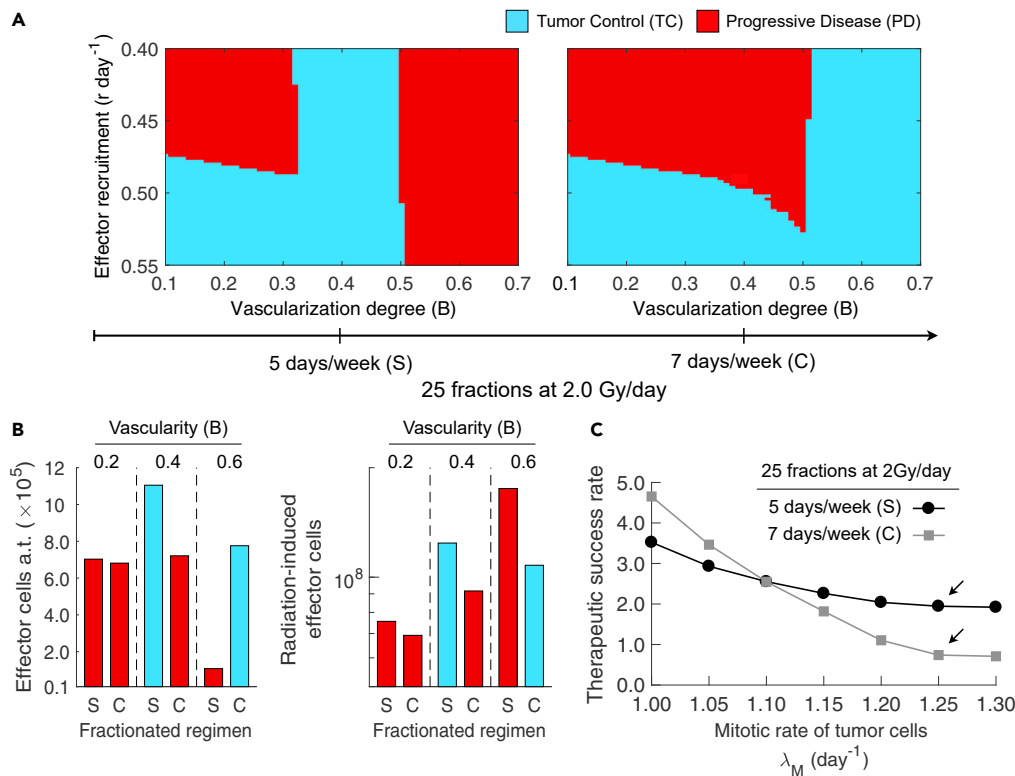 A
Tumor Control (TC)
Progressive Disease (PD)
Effector recruitment (r day-1)
0.40
0.45
0.50
0.55
0.1 0.2 0.3 0.4 0.5 0.6 0.7
0.1 0.2 0.3 0.4 0.5 0.6 0.7
Vascularization degree (B)
Vascularization degree (B)
5 days/week (S)
7 days/week (C)
25 fractions at 2.0 Gy/day
B
Vascularity (B)
0.2 0.4 0.6
Effector cells a.t. (×10^5)
12
10
8.0
6.0
4.0
2.0
0.1
S C S C S C
Fractionated regimen
Vascularity (B)
0.2 0.4 0.6
Radiation-induced
effector cells
10^8
S C S C S C
Fractionated regimen
C
25 fractions at 2Gy/day
5 days/week (S)
7 days/week (C)
Therapeutic success rate
5.0
4.0
3.0
2.0
1.0
0.0
1.00 1.05 1.10 1.15 1.20 1.25 1.30
Mitotic rate of tumor cells
λM (day-1)